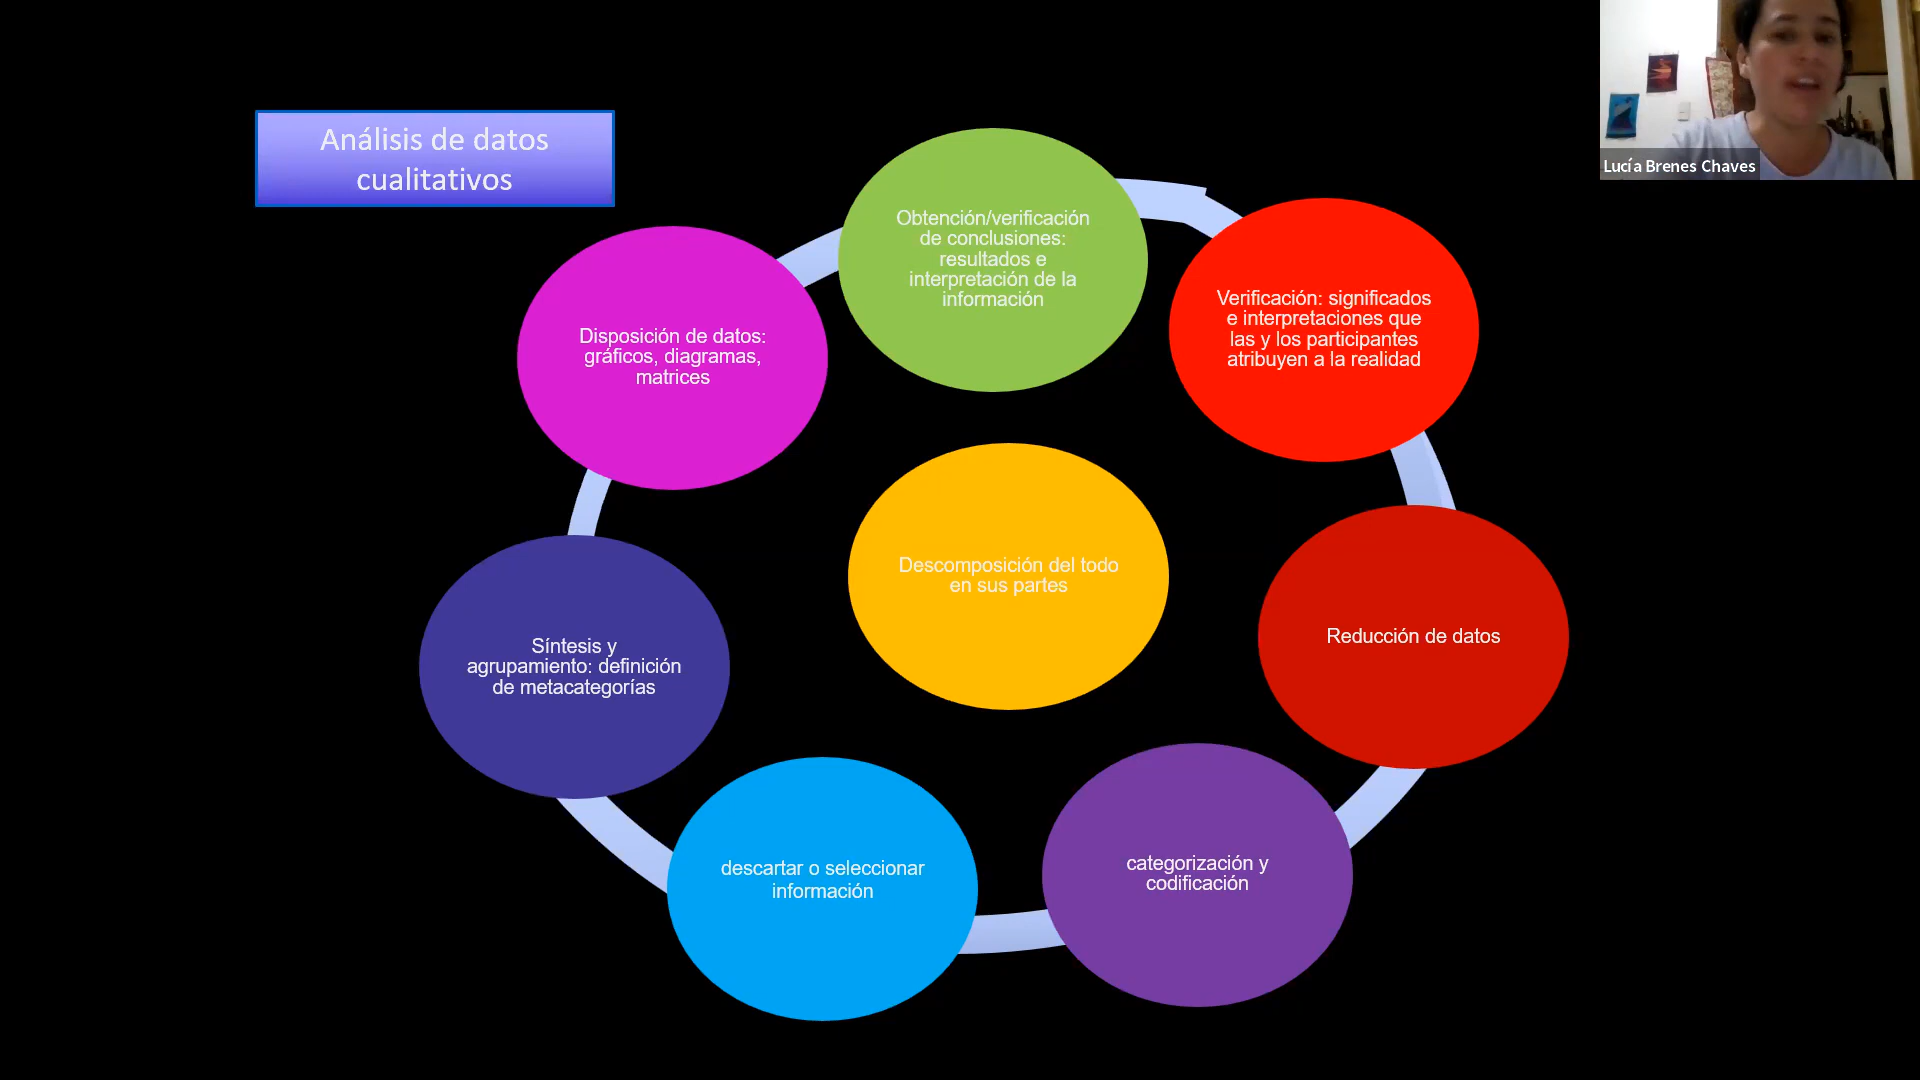 Análisis de datos
cualitativos
Lucía Brenes Chaves
Obtención/verificación
de conclusiones:
resultados e
interpretación de la
información
Verificación: significados
e interpretaciones que
las y los participantes
atribuyen a la realidad
Reducción de datos
categorización y
codificación
descartar o seleccionar
información
Síntesis y
agrupamiento: definición
de metacategorías
Disposición de datos:
gráficos, diagramas,
matrices
Descomposición del todo
en sus partes